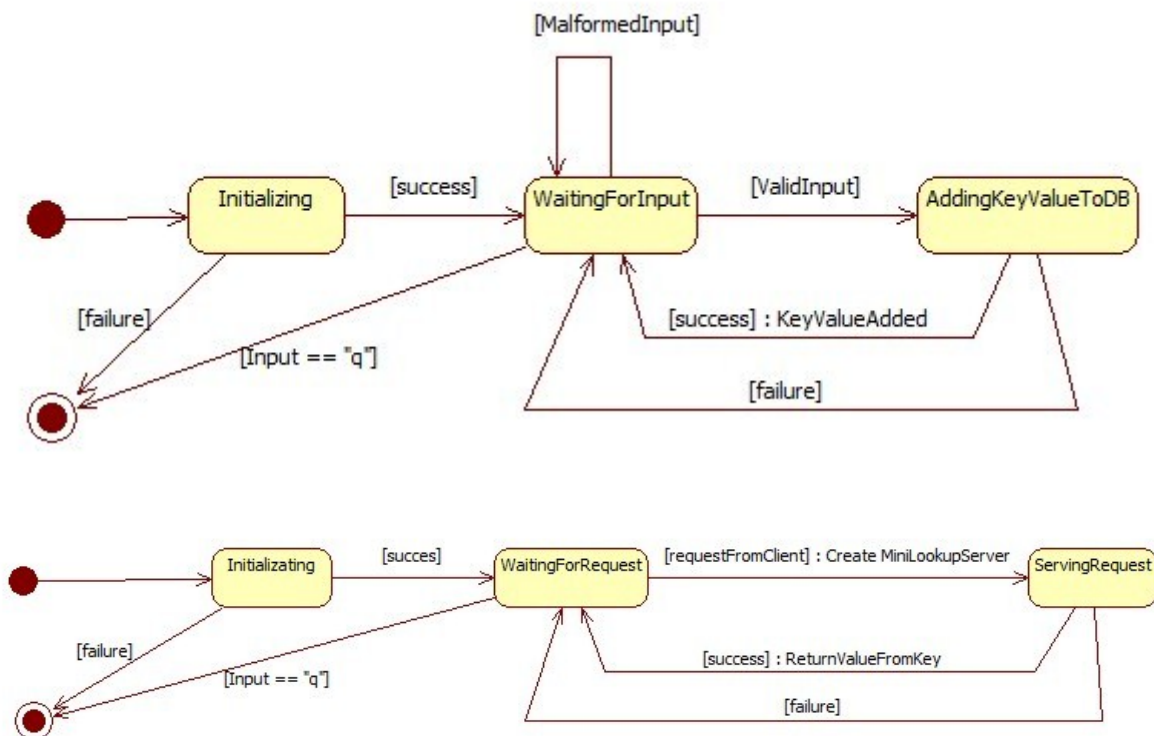 [MalformedInput]
Initializing
[success]
WaitingForInput
[ValidInput]
AddingKeyValueToDB
[failure]
[success] : KeyValueAdded
[Input == "q"]
[failure]
Initializating
[succes]
WaitingForRequest
[requestFromClient] : Create MiniLookupServer
ServingRequest
[failure]
[success] : ReturnValueFromKey
[Input == "q"]
[failure]